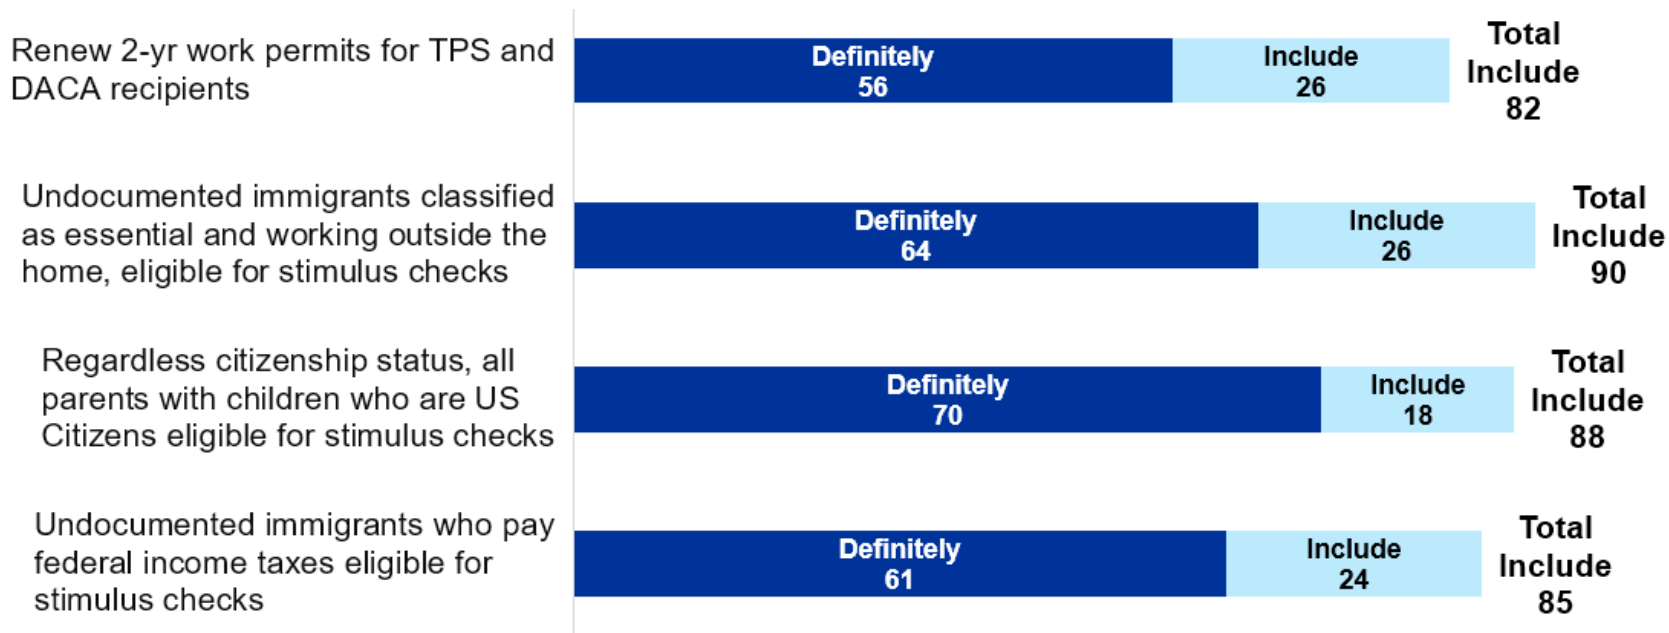 Renew 2-yr work permits for TPS and
DACA recipients
Definitely
56
Include
26
Total
Include
82
Undocumented immigrants classified
as essential and working outside the
home, eligible for stimulus checks
Definitely
64
Include
26
Total
Include
90
Regardless citizenship status, all
parents with children who are US
Citizens eligible for stimulus checks
Definitely
70
Include
18
Total
Include
88
Undocumented immigrants who pay
federal income taxes eligible for
stimulus checks
Definitely
61
Include
24
Total
Include
85